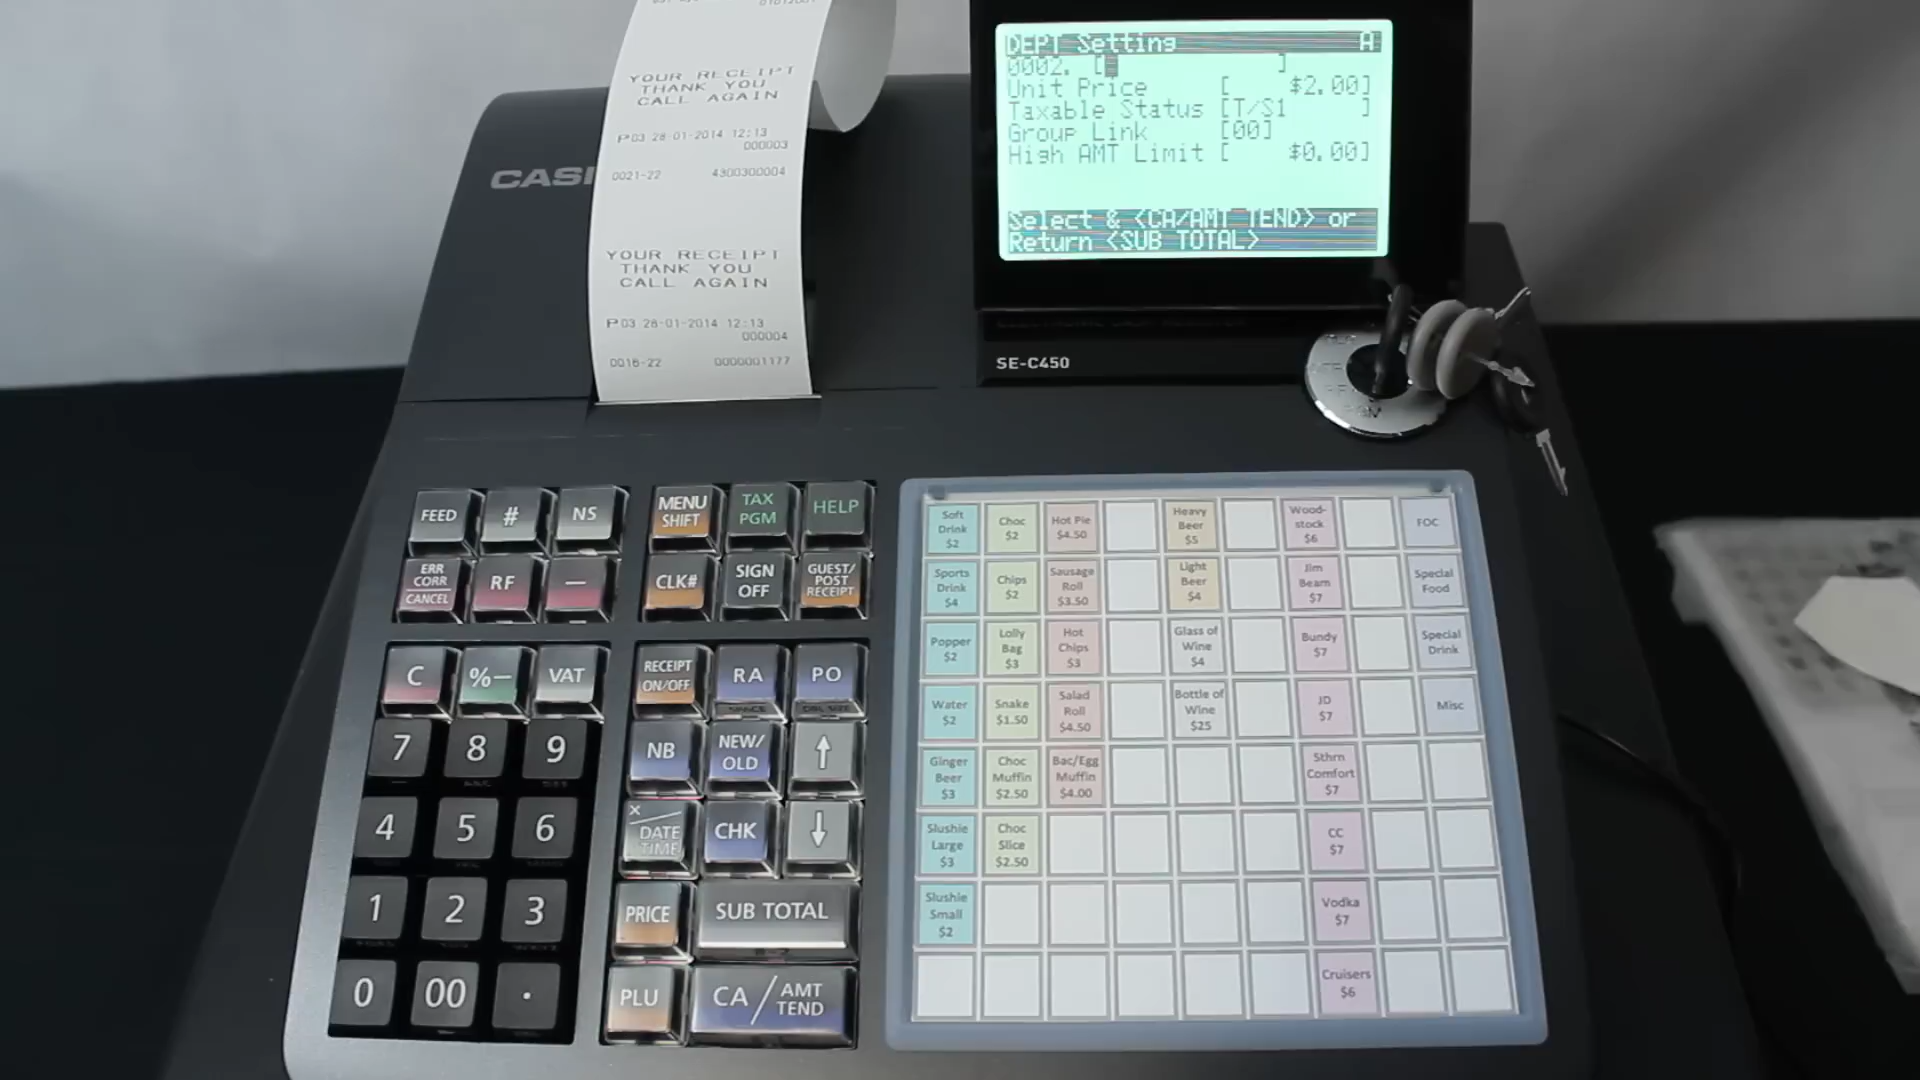 YOUR RECEIPT
THANK YOU
CALL AGAIN
P03 28-01-2014 12:13
000003
0021-22 4300300004
YOUR RECEIPT
THANK YOU
CALL AGAIN
P03 28-01-2014 12:13
000004
0016-22 0000001177
DEPT Setting A
0002. [ ]
Unit Price [ $2.00]
Taxable Status [T/S1 ]
Group Link [00]
High AMT Limit [ $0.00]
Select & <CA/AMT TEND> or
Return <SUB TOTAL>
SE-C450
PGM
FEED
#
NS
ERR
CORR
CANCEL
RF
—
MENU
SHIFT
TAX
PGM
HELP
CLK#
SIGN
OFF
GUEST/
POST
RECEIPT
C
%−
VAT
7
8
9
4
5
6
1
2
3
0
00
.
RECEIPT
ON/OFF
RA
SPACE
PO
DBL SIZE
NB
NEW/
OLD
↑
×
DATE
TIME
CHK
↓
PRICE
SUB TOTAL
PLU
CA / AMT
TEND
Soft
Drink
$2
Choc
$2
Hot Pie
$4.50
Heavy
Beer
$5
Wood-
stock
$6
FOC
Sports
Drink
$4
Chips
$2
Sausage
Roll
$3.50
Light
Beer
$4
Jim
Beam
$7
Special
Food
Popper
$2
Lolly
Bag
$3
Hot
Chips
$3
Glass of
Wine
$4
Bundy
$7
Special
Drink
Water
$2
Snake
$1.50
Salad
Roll
$4.50
Bottle of
Wine
$25
JD
$7
Misc
Ginger
Beer
$3
Choc
Muffin
$2.50
Bac/Egg
Muffin
$4.00
Sthrn
Comfort
$7
Slushie
Large
$3
Choc
Slice
$2.50
CC
$7
Slushie
Small
$2
Vodka
$7
Cruisers
$6